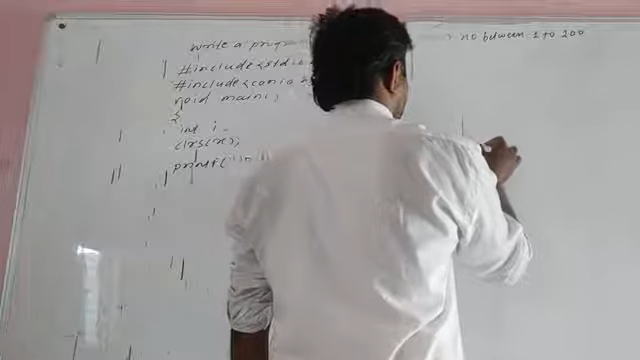 write a prog no between 1 to 200
#include<stdio
#include<conio
void main;
{
int i
clrscr();
printf("\n